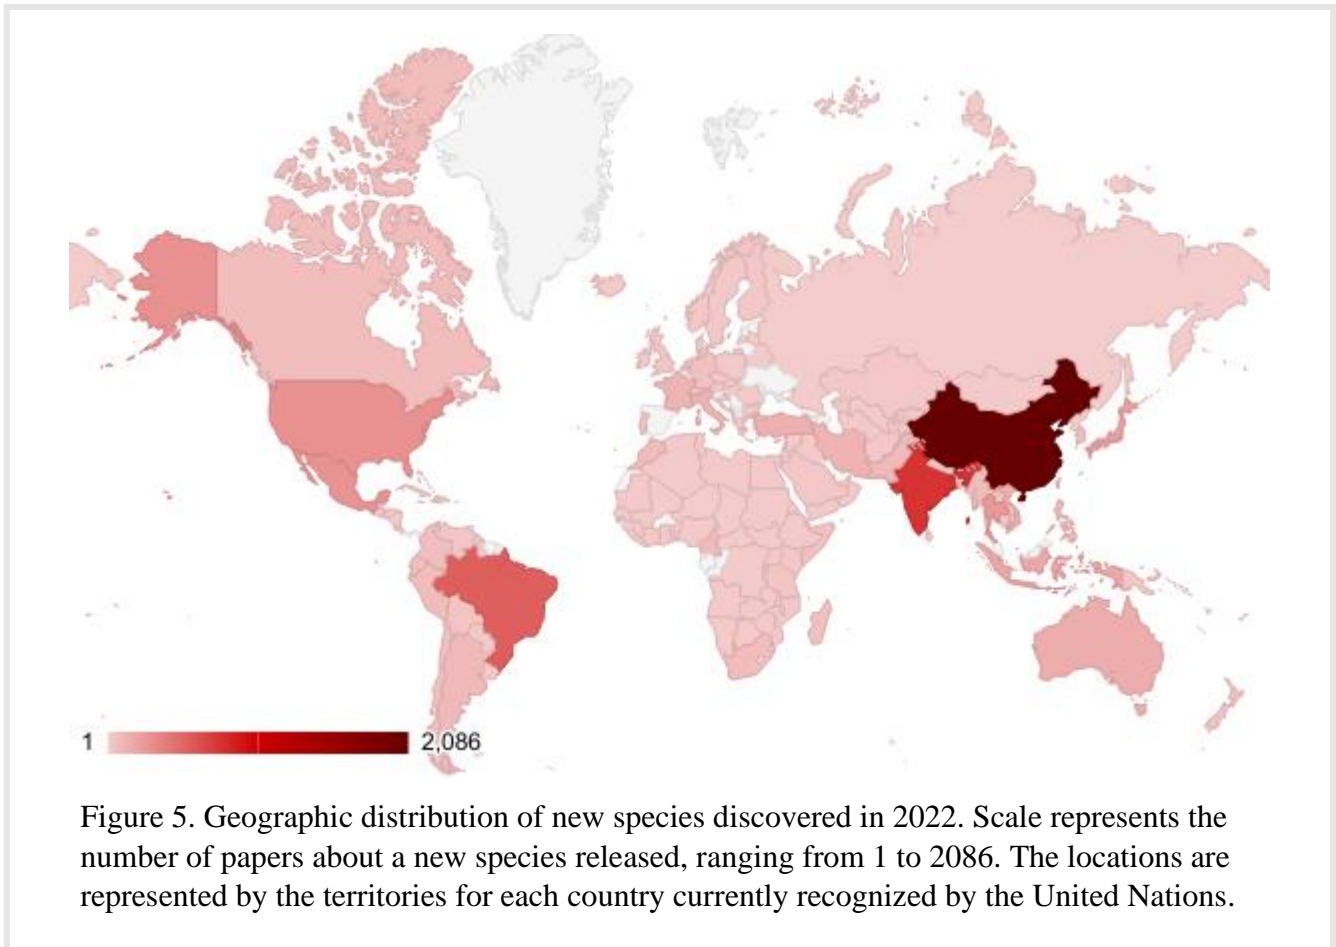 1 2,086
Figure 5. Geographic distribution of new species discovered in 2022. Scale represents the
number of papers about a new species released, ranging from 1 to 2086. The locations are
represented by the territories for each country currently recognized by the United Nations.